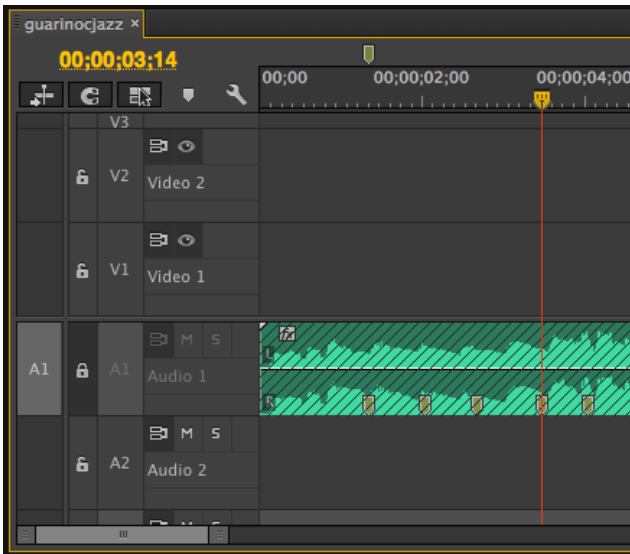 guarinocjazz ×
00;00;03;14
00;00 00;00;02;00 00;00;04;00
V3
V2 Video 2
V1 Video 1
fx
L
M S
A1 A1 Audio 1
R
M S
A2 Audio 2